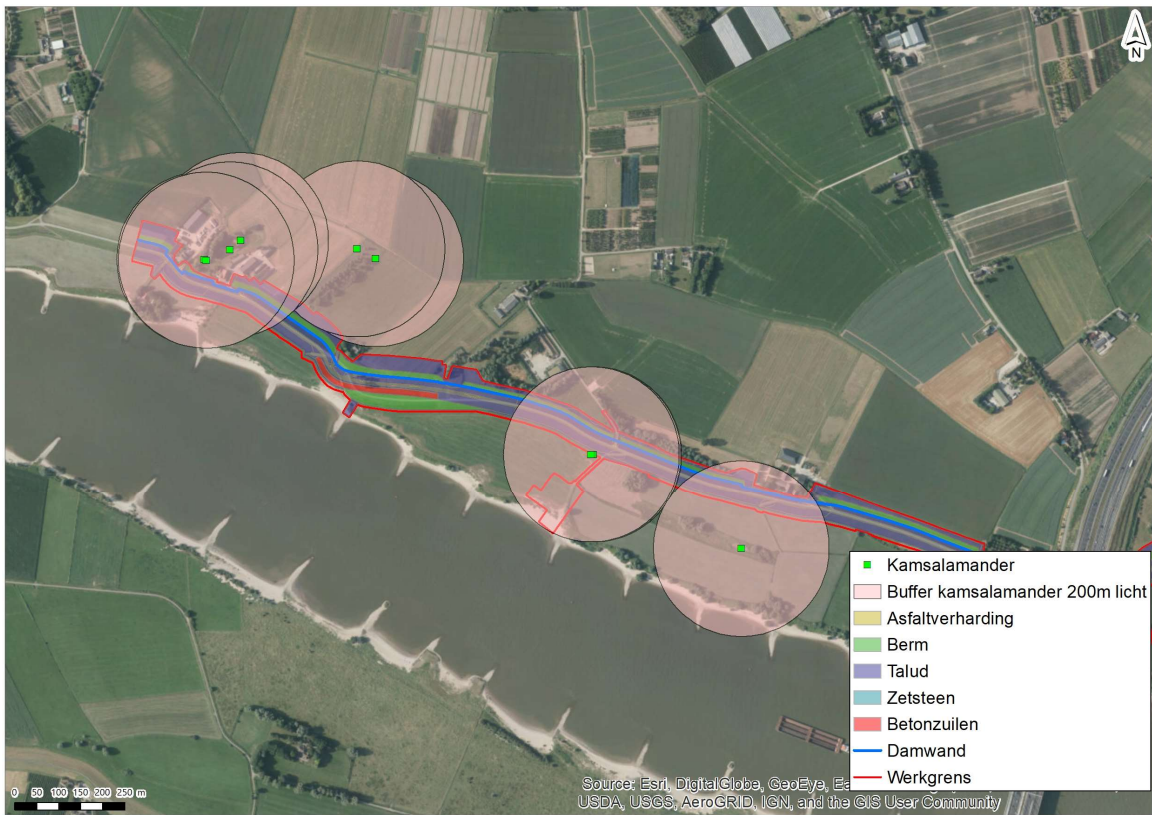 N
Kamsalamander
Buffer kamsalamander 200m licht
Asfaltverharding
Berm
Talud
Zetsteen
Betonzuilen
Damwand
Werkgrens
0 50 100 150 200 250 m
Source: Esri, DigitalGlobe, GeoEye,
USDA, USGS, AeroGRID, IGN, and the GIS User Community